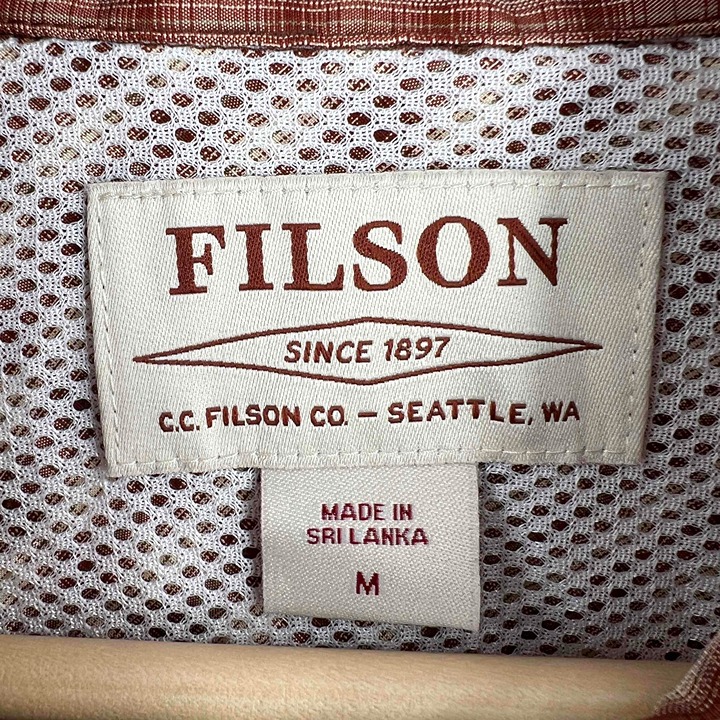 FILSON
SINCE 1897
C.C. FILSON CO. – SEATTLE, WA
MADE IN
SRI LANKA
M